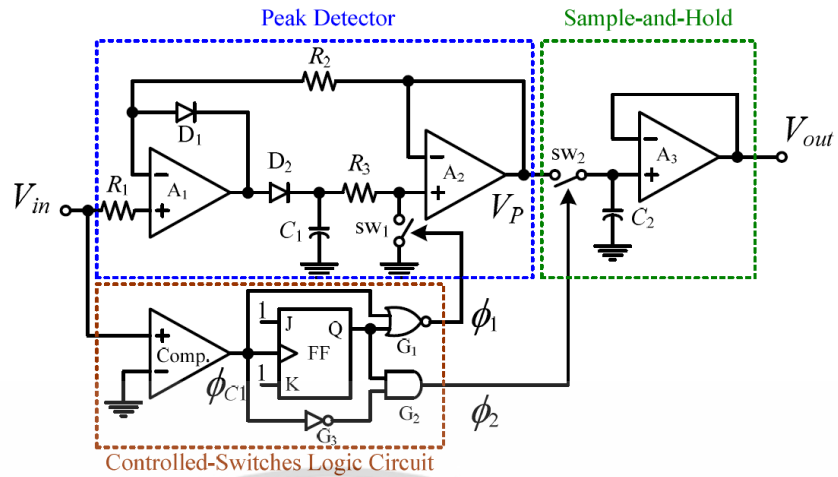 Peak Detector
Sample-and-Hold
R₂
D₁
V_in
R₁
A₁
D₂
R₃
A₂
C₁
sw₁
V_P
sw₂
A₃
C₂
V_out
Comp.
ϕ_C1
1
J
Q
FF
1
K
G₁
ϕ₁
G₂
ϕ₂
G₃
Controlled-Switches Logic Circuit